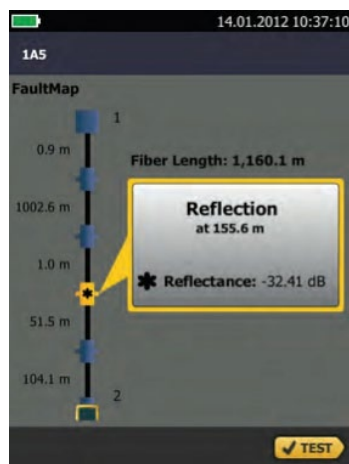 14.01.2012 10:37:10
1A5
FaultMap
1
0.9 m
Fiber Length: 1,160.1 m
1002.6 m
Reflection
at 155.6 m
1.0 m
✱ Reflectance: -32.41 dB
51.5 m
104.1 m
2
✓ TEST